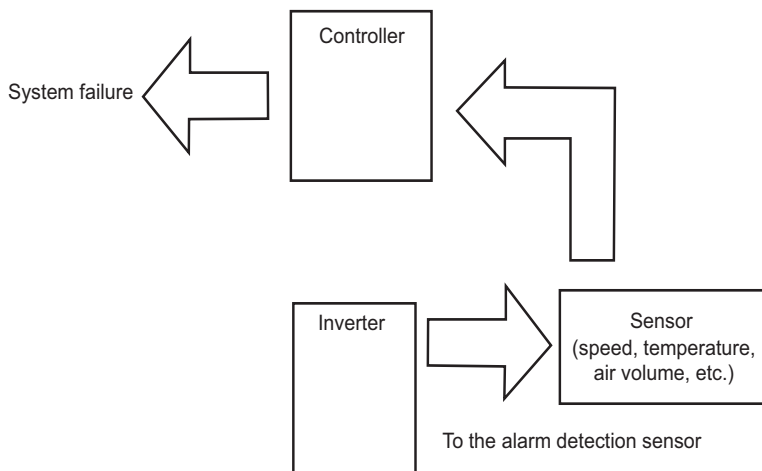 Controller
System failure
Inverter
Sensor
(speed, temperature,
air volume, etc.)
To the alarm detection sensor